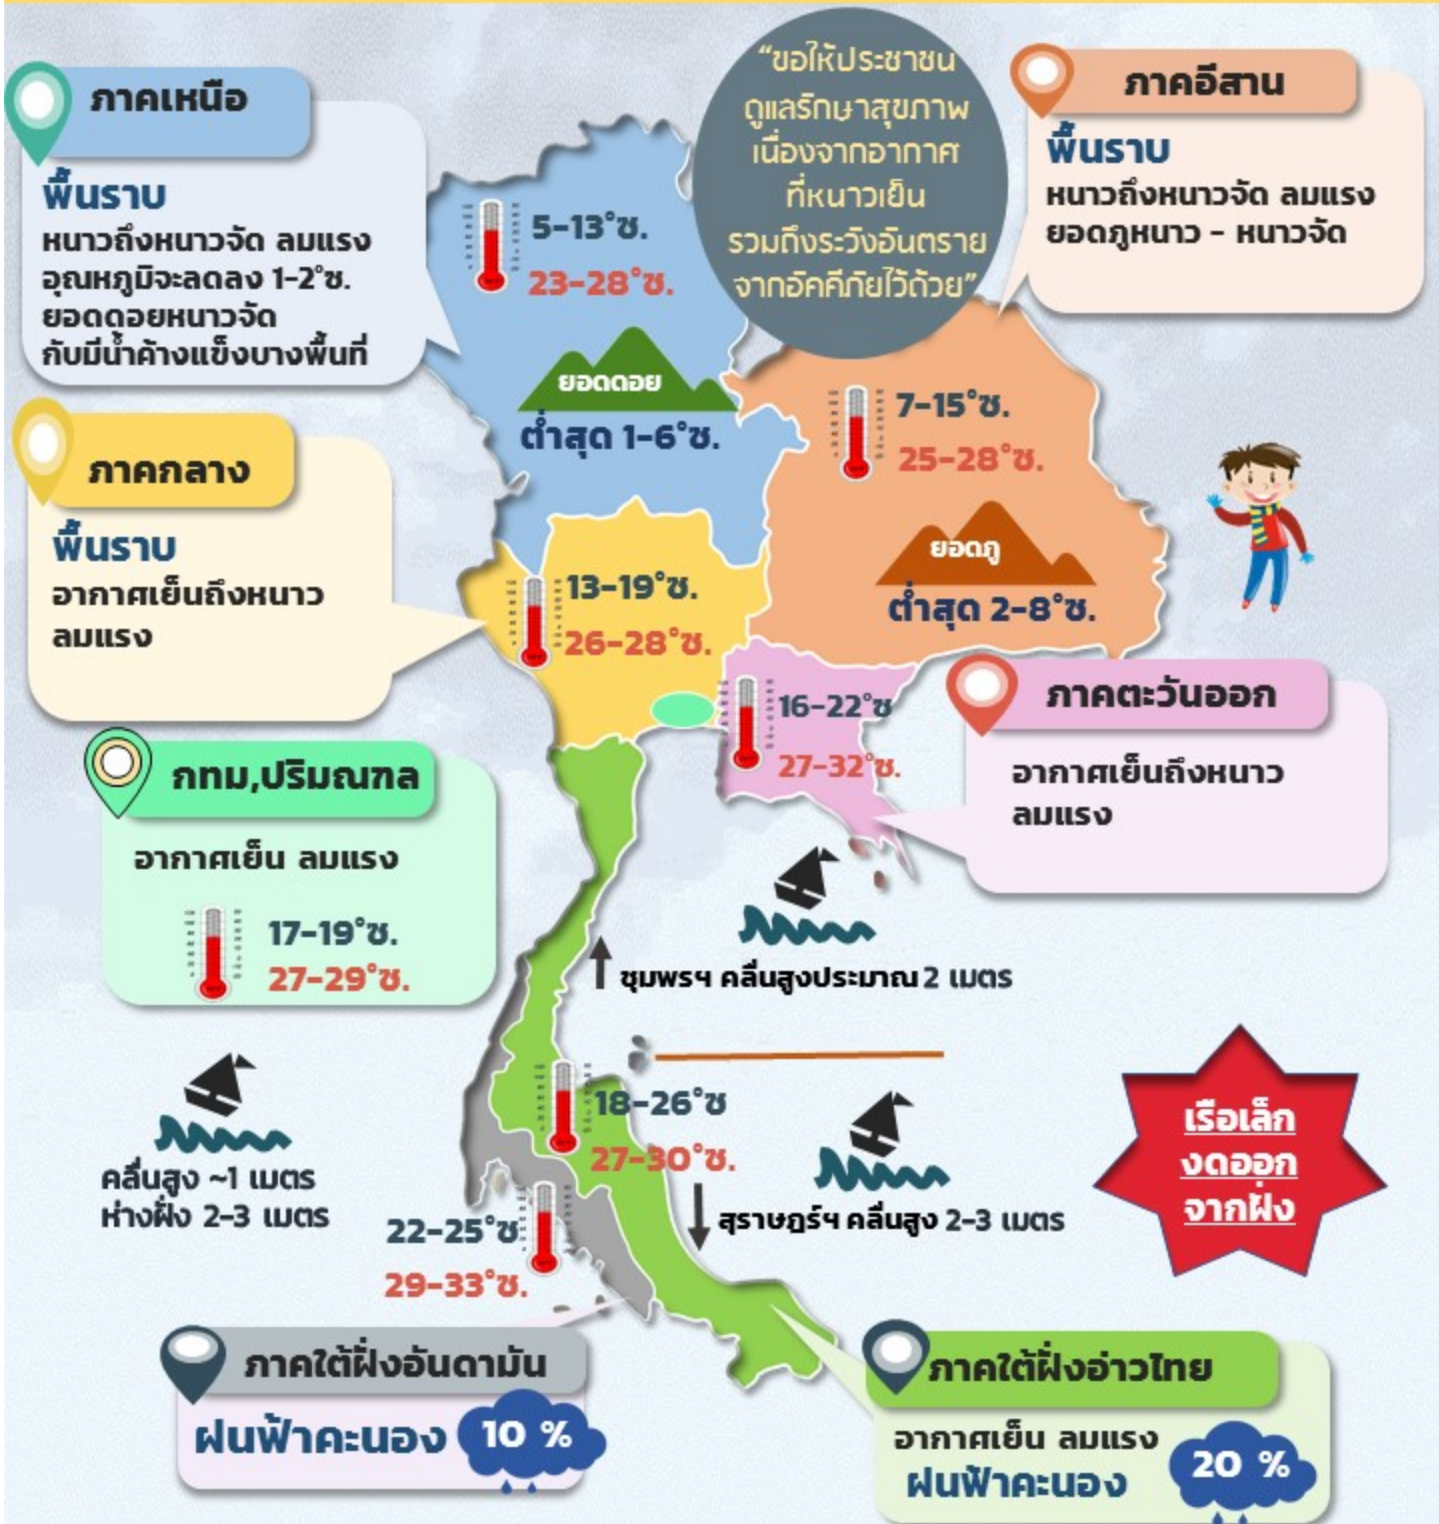 ภาคเหนือ
พื้นราบ
หนาวถึงหนาวจัด ลมแรง
อุณหภูมิจะลดลง 1-2°ซ.
ยอดดอยหนาวจัด
กับมีน้ำค้างแข็งบางพื้นที่
"ขอให้ประชาชน
ดูแลรักษาสุขภาพ
เนื่องจากอากาศ
ที่หนาวเย็น
รวมถึงระวังอันตราย
จากอัคคีภัยไว้ด้วย"
ภาคอีสาน
พื้นราบ
หนาวถึงหนาวจัด ลมแรง
ยอดภูหนาว - หนาวจัด
5-13°ซ.
23-28°ซ.
ยอดดอย
ต่ำสุด 1-6°ซ.
7-15°ซ.
25-28°ซ.
ยอดภู
ต่ำสุด 2-8°ซ.
ภาคกลาง
พื้นราบ
อากาศเย็นถึงหนาว
ลมแรง
13-19°ซ.
26-28°ซ.
16-22°ซ
27-32°ซ.
ภาคตะวันออก
อากาศเย็นถึงหนาว
ลมแรง
กทม,ปริมณฑล
อากาศเย็น ลมแรง
17-19°ซ.
27-29°ซ.
ชุมพรฯ คลื่นสูงประมาณ 2 เมตร
คลื่นสูง ~1 เมตร
ห่างฝั่ง 2-3 เมตร
18-26°ซ
27-30°ซ.
สุราษฎร์ฯ คลื่นสูง 2-3 เมตร
เรือเล็ก
งดออก
จากฝั่ง
22-25°ซ
29-33°ซ.
ภาคใต้ฝั่งอันดามัน
ฝนฟ้าคะนอง 10 %
ภาคใต้ฝั่งอ่าวไทย
อากาศเย็น ลมแรง
ฝนฟ้าคะนอง 20 %